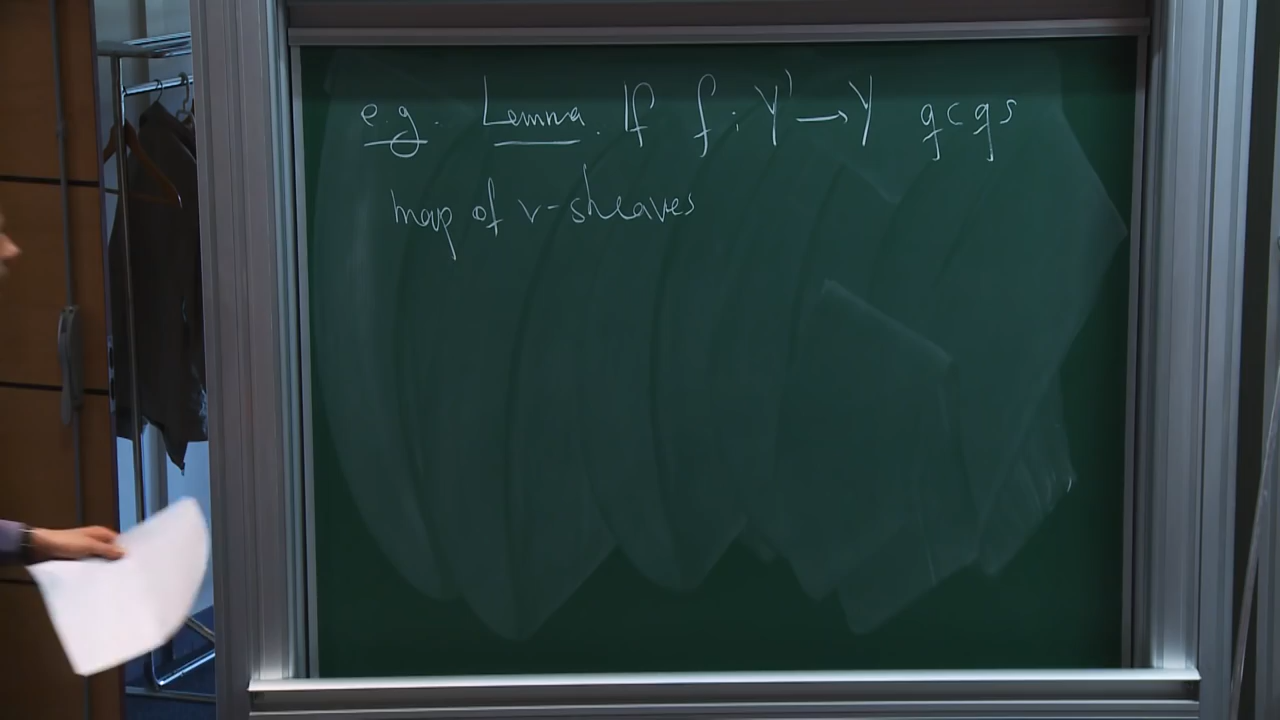 e.g. Lemma. If f : Y' → Y qcqs
map of v-sheaves